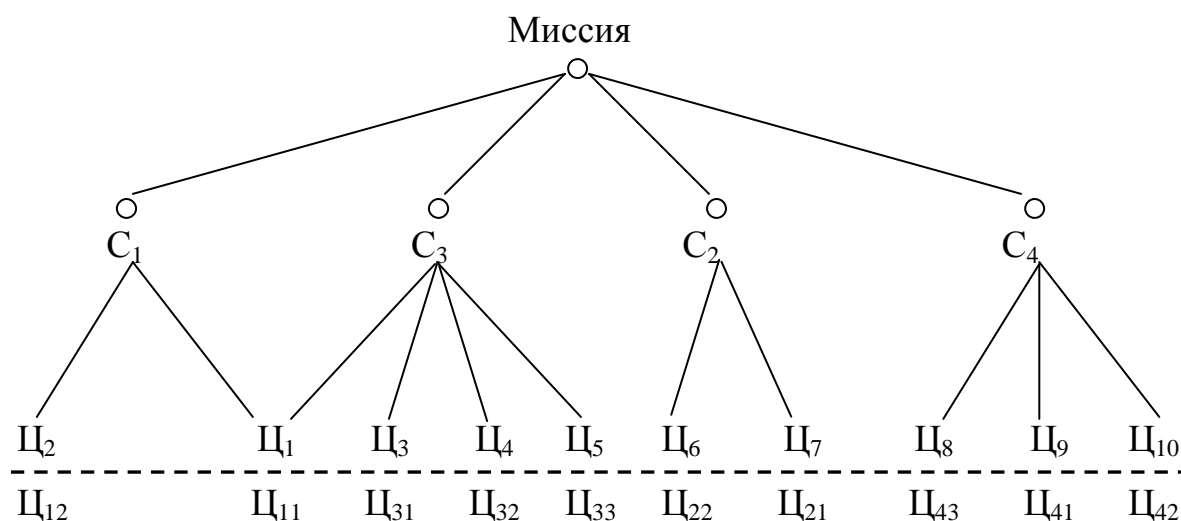 Миссия
С₁ С₃ С₂ С₄
Ц₂ Ц₁ Ц₃ Ц₄ Ц₅ Ц₆ Ц₇ Ц₈ Ц₉ Ц₁₀
Ц₁₂ Ц₁₁ Ц₃₁ Ц₃₂ Ц₃₃ Ц₂₂ Ц₂₁ Ц₄₃ Ц₄₁ Ц₄₂